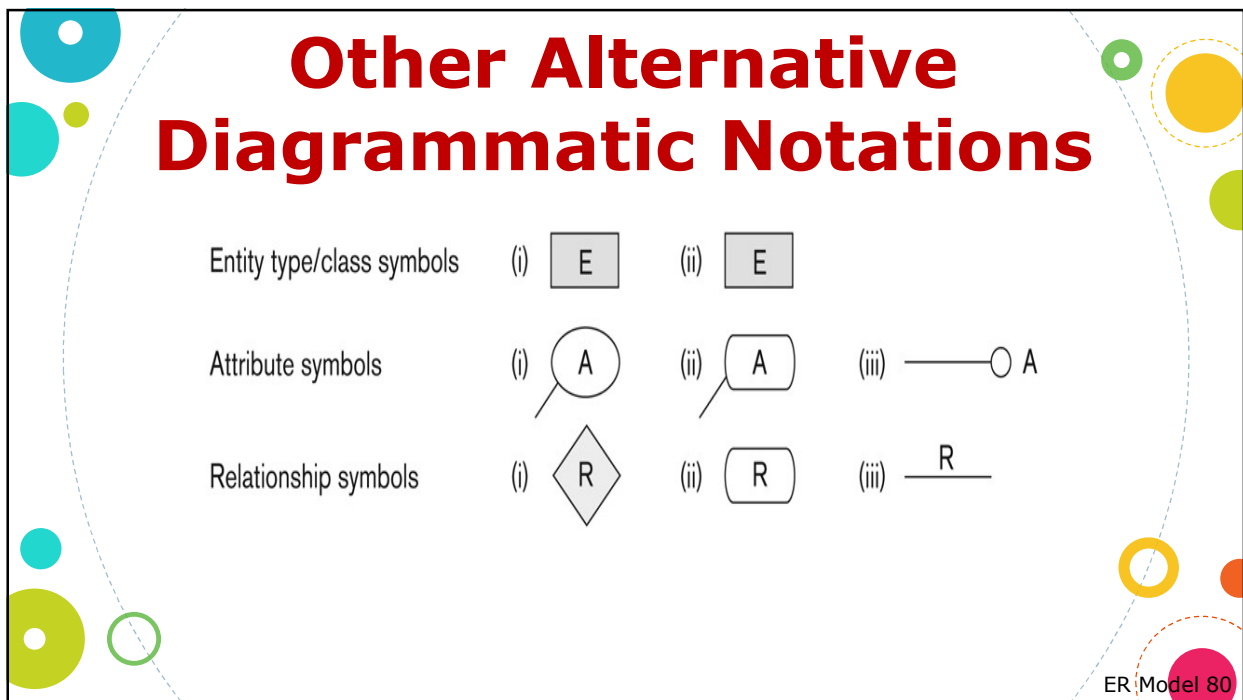 Other Alternative
Diagrammatic Notations
Entity type/class symbols (i) E (ii) E
Attribute symbols (i) A (ii) A (iii) A
Relationship symbols (i) R (ii) R (iii) R
ER Model 80